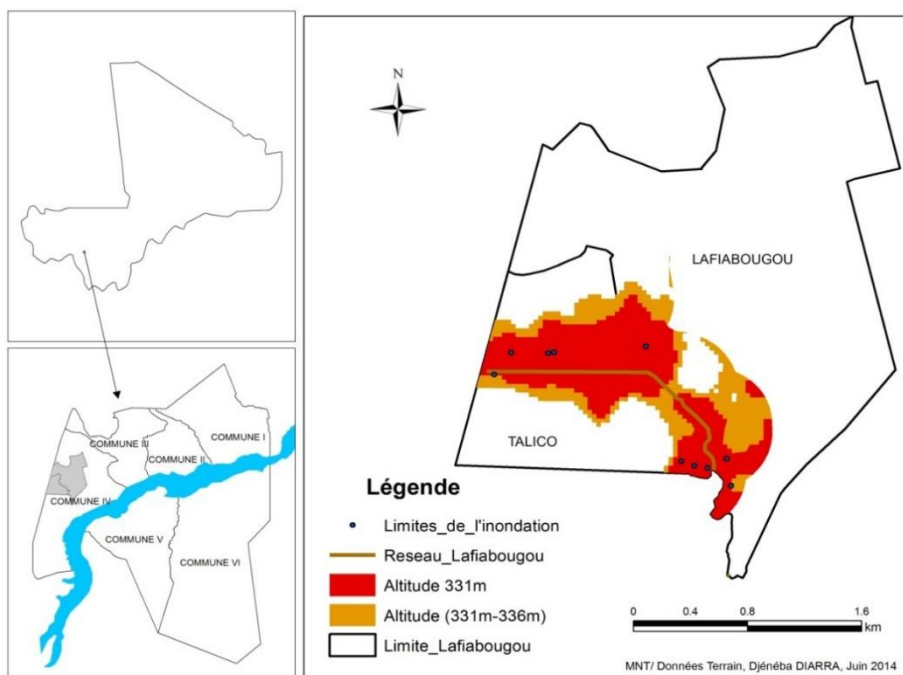 N
LAFIABOUGOU
TALICO
COMMUNE I
COMMUNE III
COMMUNE II
COMMUNE IV
COMMUNE V
COMMUNE VI
Légende
Limites_de_l'inondation
Reseau_Lafiabougou
Altitude 331m
Altitude (331m-336m)
Limite_Lafiabougou
0 0.4 0.8 1.6
km
MNT/ Données Terrain, Djénéba DIARRA, Juin 2014